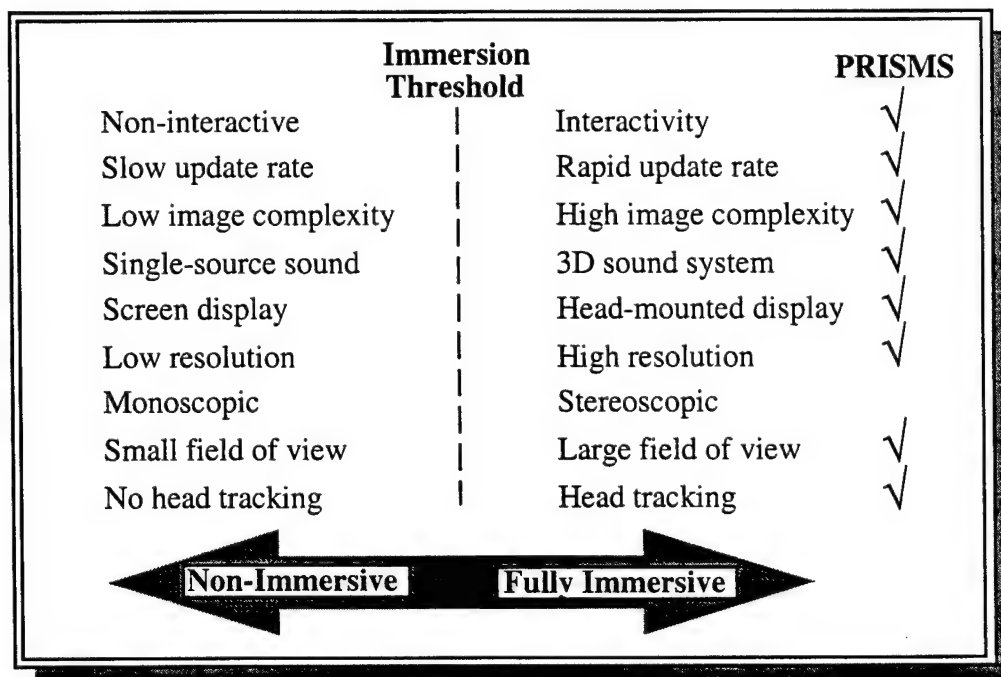 Immersion
Threshold
PRISMS
Non-interactive Interactivity √
Slow update rate Rapid update rate √
Low image complexity High image complexity √
Single-source sound 3D sound system √
Screen display Head-mounted display √
Low resolution High resolution √
Monoscopic Stereoscopic
Small field of view Large field of view √
No head tracking Head tracking √
Non-Immersive Fully Immersive